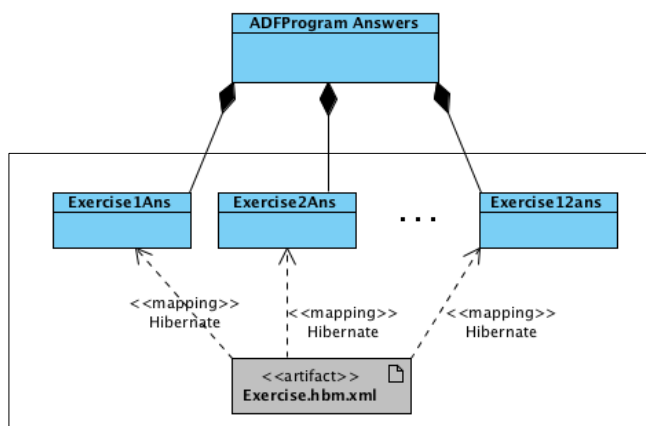 ADFProgram Answers
Exercise1Ans
Exercise2Ans
...
Exercise12ans
<<mapping>>
Hibernate
<<mapping>>
Hibernate
<<mapping>>
Hibernate
<<artifact>>
Exercise.hbm.xml